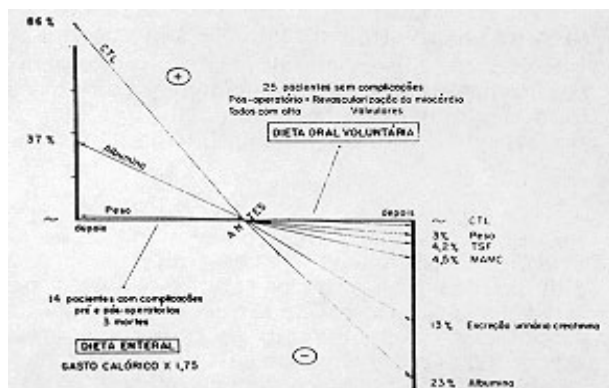 86%
CTL
+
25 pacientes sem complicações
Pós-operatório = Revascularização do miocárdio
Todos com alta Valvulares
DIETA ORAL VOLUNTÁRIA
37%
Albumina
~ Peso
ANTES
depois
depois
~ CTL
3% Peso
4,2% TSF
4,5% MAMC
14 pacientes com complicações
pré e pós-operatórias
3 mortes
DIETA ENTERAL
GASTO CALÓRICO X 1,75
13% Excreção urinária creatinina
−
23% Albumina